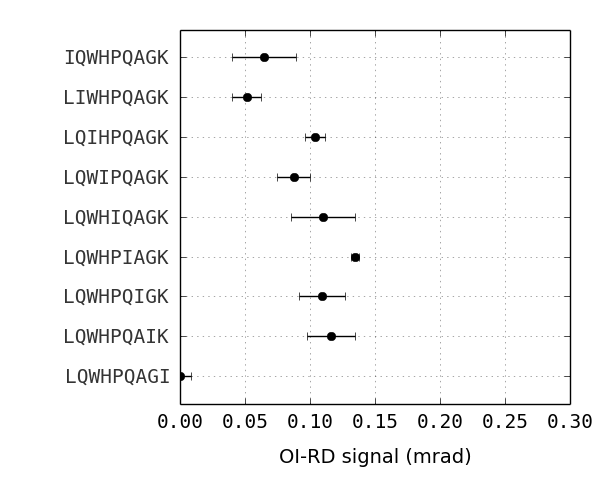 IQWHPQAGK
LIWHPQAGK
LQIHPQAGK
LQWIPQAGK
LQWHIQAGK
LQWHPIAGK
LQWHPQIGK
LQWHPQAIK
LQWHPQAGI
0.00 0.05 0.10 0.15 0.20 0.25 0.30
OI-RD signal (mrad)